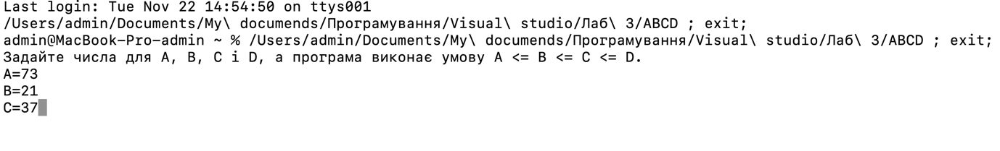 Last login: Tue Nov 22 14:54:50 on ttys001
/Users/admin/Documents/My\ documends/Програмування/Visual\ studio/Лаб\ 3/ABCD ; exit;
admin@MacBook-Pro-admin ~ % /Users/admin/Documents/My\ documends/Програмування/Visual\ studio/Лаб\ 3/ABCD ; exit;
Задайте числа для A, B, C і D, а програма виконає умову A <= B <= C <= D.
A=73
B=21
C=37